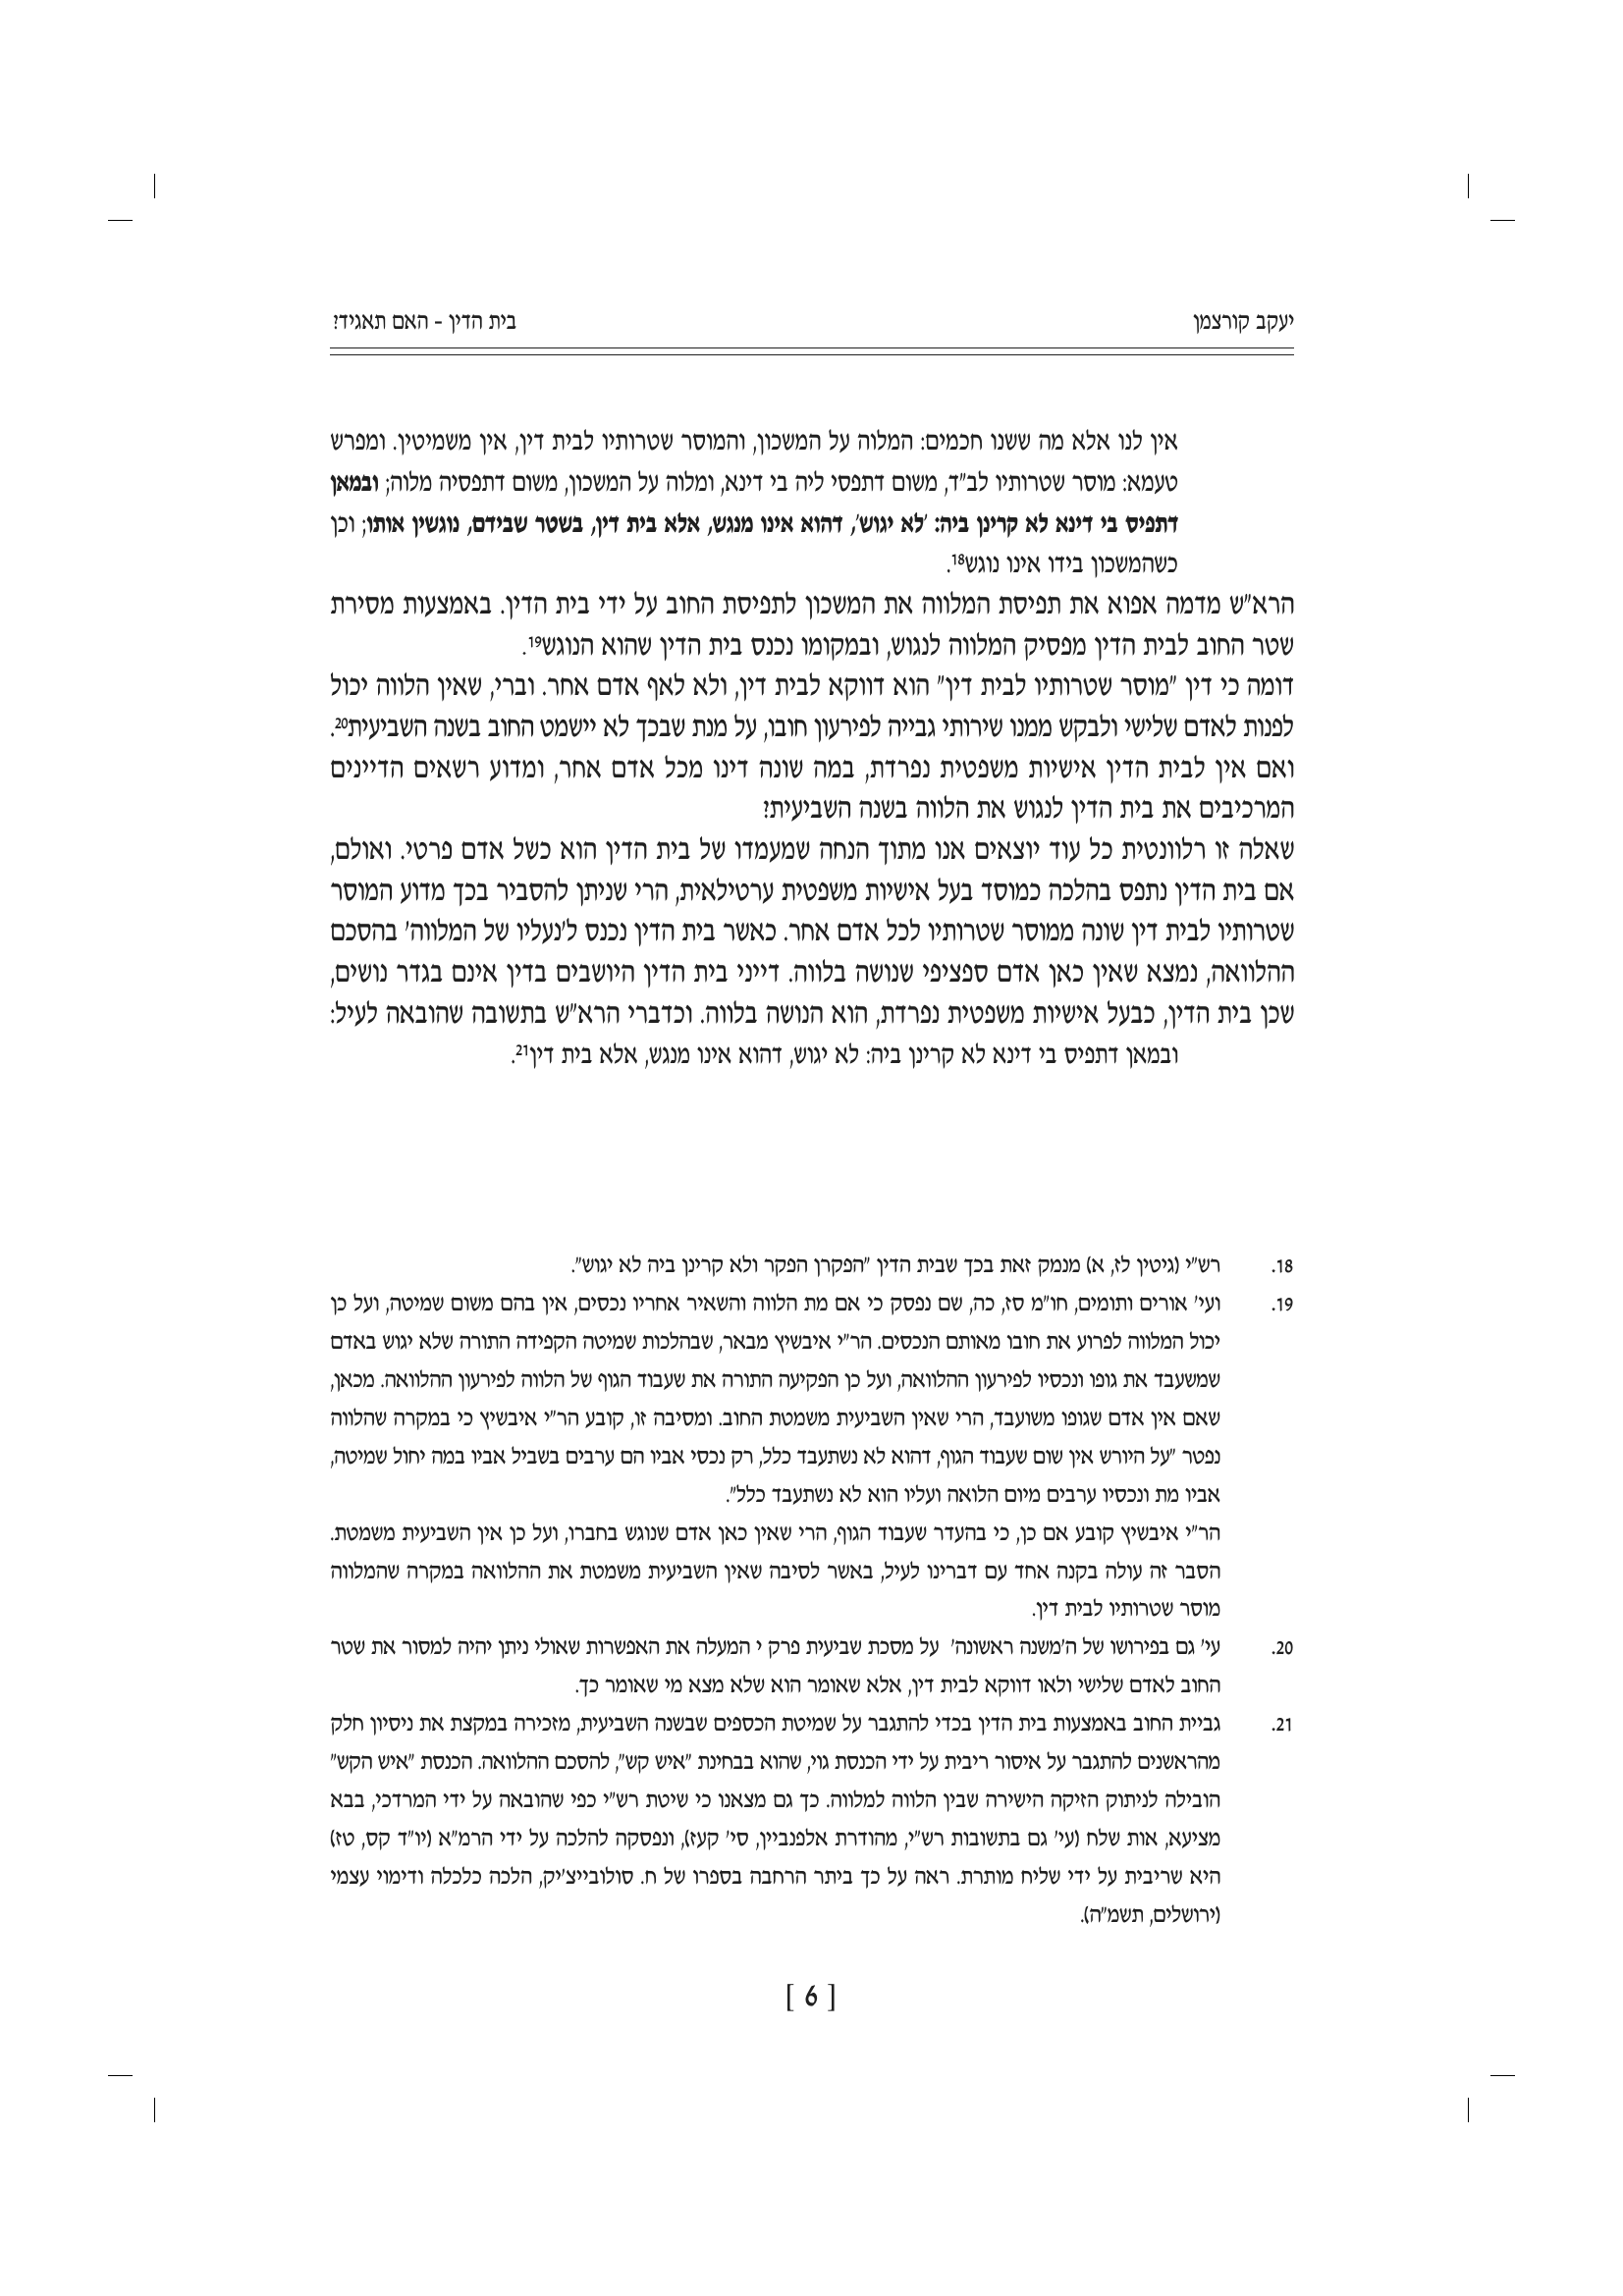 יעקב קורצמן
בית הדין - האם תאגיד?
אין לנו אלא מה ששנו חכמים: המלוה על המשכון, והמוסר שטרותיו לבית דין, אין משמיטין. ומפרש
טעמא: מוסר שטרותיו לב"ד, משום דתפסי ליה בי דינא, ומלוה על המשכון, משום דתפסיה מלוה; ובמאן
דתפיס בי דינא לא קרינן ביה: 'לא יגוש', דהוא אינו מנגש, אלא בית דין, בשטר שבידם, נוגשין אותו; וכן
כשהמשכון בידו אינו נוגש18.
הרא"ש מדמה אפוא את תפיסת המלווה את המשכון לתפיסת החוב על ידי בית הדין. באמצעות מסירת
שטר החוב לבית הדין מפסיק המלווה לנגוש, ובמקומו נכנס בית הדין שהוא הנוגש19.
דומה כי דין "מוסר שטרותיו לבית דין" הוא דווקא לבית דין, ולא לאף אדם אחר. וברי, שאין הלווה יכול
לפנות לאדם שלישי ולבקש ממנו שירותי גבייה לפירעון חובו, על מנת שבכך לא יישמט החוב בשנה השביעית20.
ואם אין לבית הדין אישיות משפטית נפרדת, במה שונה דינו מכל אדם אחר, ומדוע רשאים הדיינים
המרכיבים את בית הדין לנגוש את הלווה בשנה השביעית?
שאלה זו רלוונטית כל עוד יוצאים אנו מתוך הנחה שמעמדו של בית הדין הוא כשל אדם פרטי. ואולם,
אם בית הדין נתפס בהלכה כמוסד בעל אישיות משפטית ערטילאית, הרי שניתן להסביר בכך מדוע המוסר
שטרותיו לבית דין שונה ממוסר שטרותיו לכל אדם אחר. כאשר בית הדין נכנס ל'נעליו של המלווה' בהסכם
ההלוואה, נמצא שאין כאן אדם ספציפי שנושה בלווה. דייני בית הדין היושבים בדין אינם בגדר נושים,
שכן בית הדין, כבעל אישיות משפטית נפרדת, הוא הנושה בלווה. וכדברי הרא"ש בתשובה שהובאה לעיל:
ובמאן דתפיס בי דינא לא קרינן ביה: לא יגוש, דהוא אינו מנגש, אלא בית דין21.
18. רש"י (גיטין לז, א) מנמק זאת בכך שבית הדין "הפקרן הפקר ולא קרינן ביה לא יגוש".
19. ועי' אורים ותומים, חו"מ סז, כה, שם נפסק כי אם מת הלווה והשאיר אחריו נכסים, אין בהם משום שמיטה, ועל כן
יכול המלווה לפרוע את חובו מאותם הנכסים. הר"י איבשיץ מבאר, שבהלכות שמיטה הקפידה התורה שלא יגוש באדם
שמשעבד את גופו ונכסיו לפירעון ההלוואה, ועל כן הפקיעה התורה את שעבוד הגוף של הלווה לפירעון ההלוואה. מכאן,
שאם אין אדם שגופו משועבד, הרי שאין השביעית משמטת החוב. ומסיבה זו, קובע הר"י איבשיץ כי במקרה שהלווה
נפטר "על היורש אין שום שעבוד הגוף, דהוא לא נשתעבד כלל, רק נכסי אביו הם ערבים בשביל אביו במה יחול שמיטה,
אביו מת ונכסיו ערבים מיום הלואה ועליו הוא לא נשתעבד כלל".
הר"י איבשיץ קובע אם כן, כי בהעדר שעבוד הגוף, הרי שאין כאן אדם שנוגש בחברו, ועל כן אין השביעית משמטת.
הסבר זה עולה בקנה אחד עם דברינו לעיל, באשר לסיבה שאין השביעית משמטת את ההלוואה במקרה שהמלווה
מוסר שטרותיו לבית דין.
20. עי' גם בפירושו של ה'משנה ראשונה' על מסכת שביעית פרק י המעלה את האפשרות שאולי ניתן יהיה למסור את שטר
החוב לאדם שלישי ולאו דווקא לבית דין, אלא שאומר הוא שלא מצא מי שאומר כך.
21. גביית החוב באמצעות בית הדין בכדי להתגבר על שמיטת הכספים שבשנה השביעית, מזכירה במקצת את ניסיון חלק
מהראשנים להתגבר על איסור ריבית על ידי הכנסת גוי, שהוא בבחינת "איש קש", להסכם ההלוואה. הכנסת "איש הקש"
הובילה לניתוק הזיקה הישירה שבין הלווה למלווה. כך גם מצאנו כי שיטת רש"י כפי שהובאה על ידי המרדכי, בבא
מציעא, אות שלח (עי' גם בתשובות רש"י, מהודרת אלפנביין, סי' קעז), ונפסקה להלכה על ידי הרמ"א (יו"ד קס, טז)
היא שריבית על ידי שליח מותרת. ראה על כך ביתר הרחבה בספרו של ח. סולובייצ'יק, הלכה כלכלה ודימוי עצמי
(ירושלים, תשמ"ה).
[ 6 ]